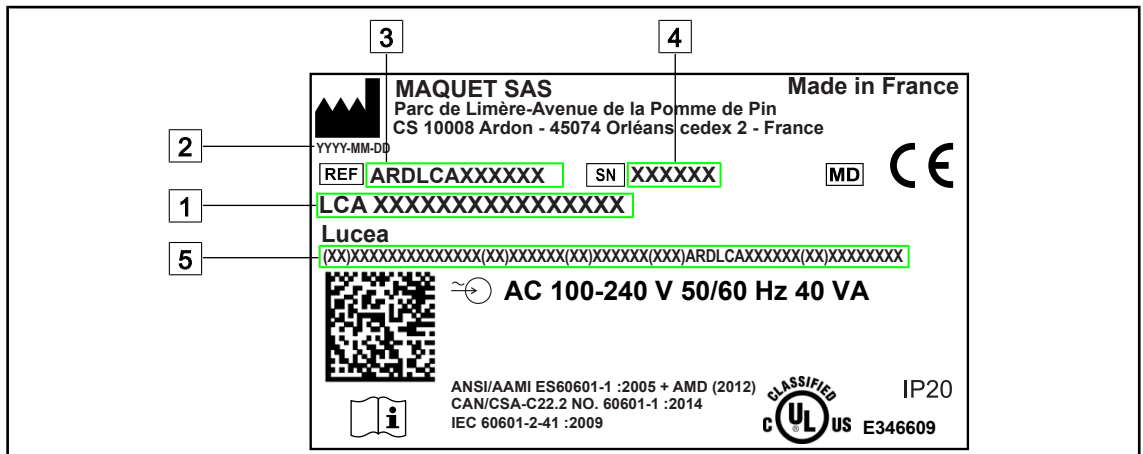 3 4
MAQUET SAS Made in France
Parc de Limère-Avenue de la Pomme de Pin
CS 10008 Ardon - 45074 Orléans cedex 2 - France
2 YYYY-MM-DD
REF ARDLCAXXXXXX SN XXXXXX MD CE
1 LCA XXXXXXXXXXXXXXXX
Lucea
5 (XX)XXXXXXXXXXXXXX(XX)XXXXXX(XX)XXXXXX(XXX)ARDLCAXXXXXX(XX)XXXXXXXX
AC 100-240 V 50/60 Hz 40 VA
ANSI/AAMI ES60601-1 :2005 + AMD (2012)
CAN/CSA-C22.2 NO. 60601-1 :2014
IEC 60601-2-41 :2009
i
CLASSIFIED
C UL ® US E346609
IP20